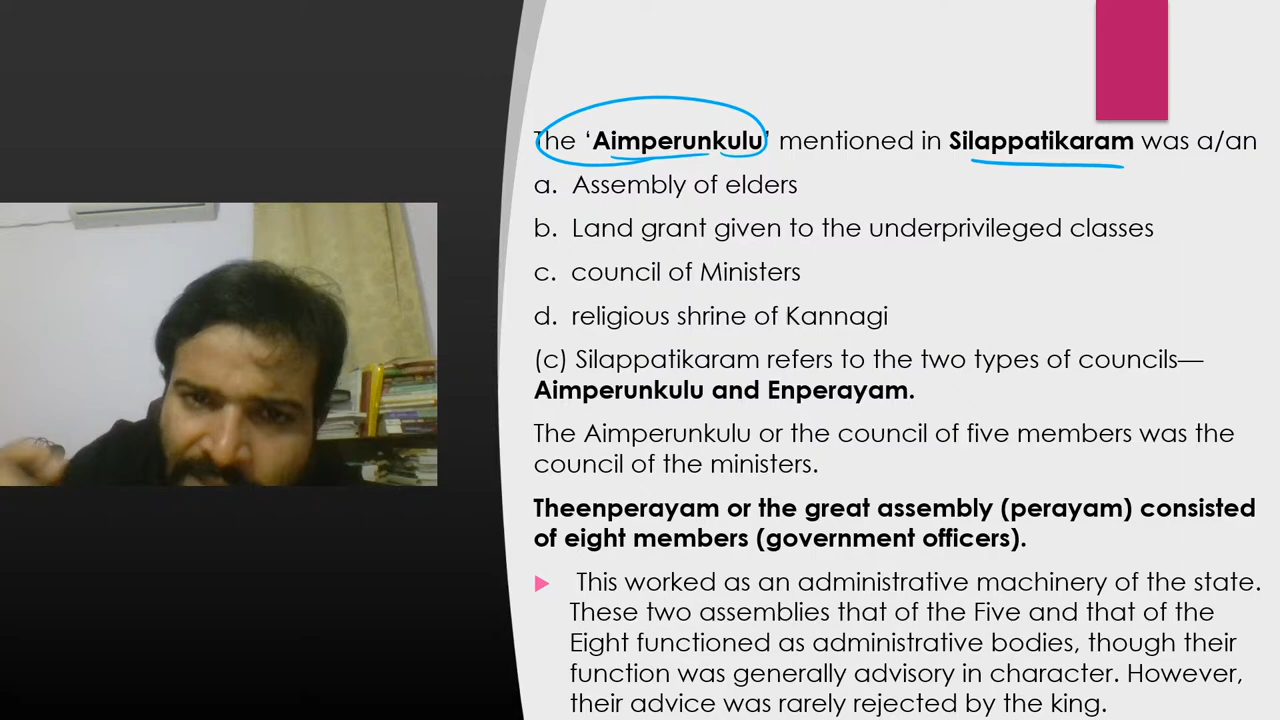 The ‘Aimperunkulu’ mentioned in Silappatikaram was a/an
a. Assembly of elders
b. Land grant given to the underprivileged classes
c. council of Ministers
d. religious shrine of Kannagi
(c) Silappatikaram refers to the two types of councils—
Aimperunkulu and Enperayam.
The Aimperunkulu or the council of five members was the
council of the ministers.
Theenperayam or the great assembly (perayam) consisted
of eight members (government officers).
This worked as an administrative machinery of the state.
These two assemblies that of the Five and that of the
Eight functioned as administrative bodies, though their
function was generally advisory in character. However,
their advice was rarely rejected by the king.